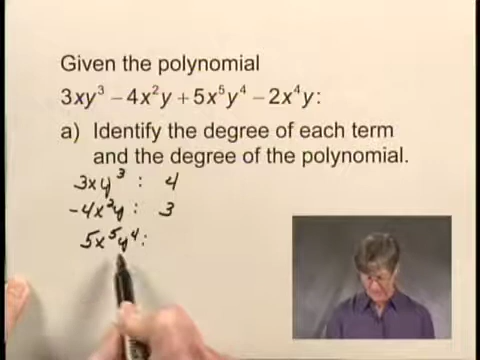 Given the polynomial
3xy³ − 4x²y + 5x⁵y⁴ − 2x⁴y:
a) Identify the degree of each term
and the degree of the polynomial.
3xy³ : 4
-4x²y : 3
5x⁵y⁴: